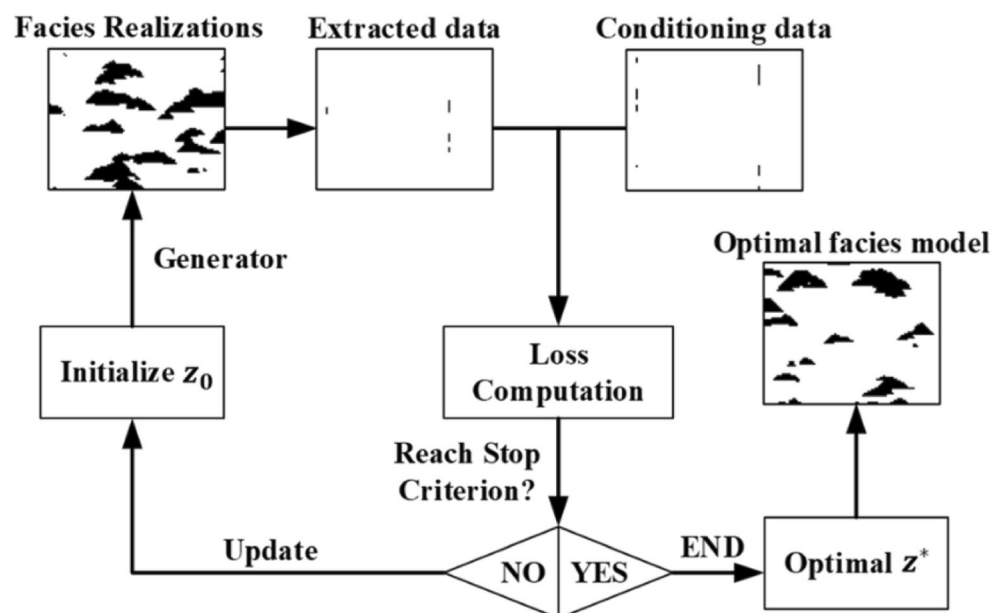 Facies Realizations
Extracted data
Conditioning data
Generator
Optimal facies model
Initialize z₀
Loss
Computation
Reach Stop
Criterion?
Update
NO
YES
END
Optimal z*